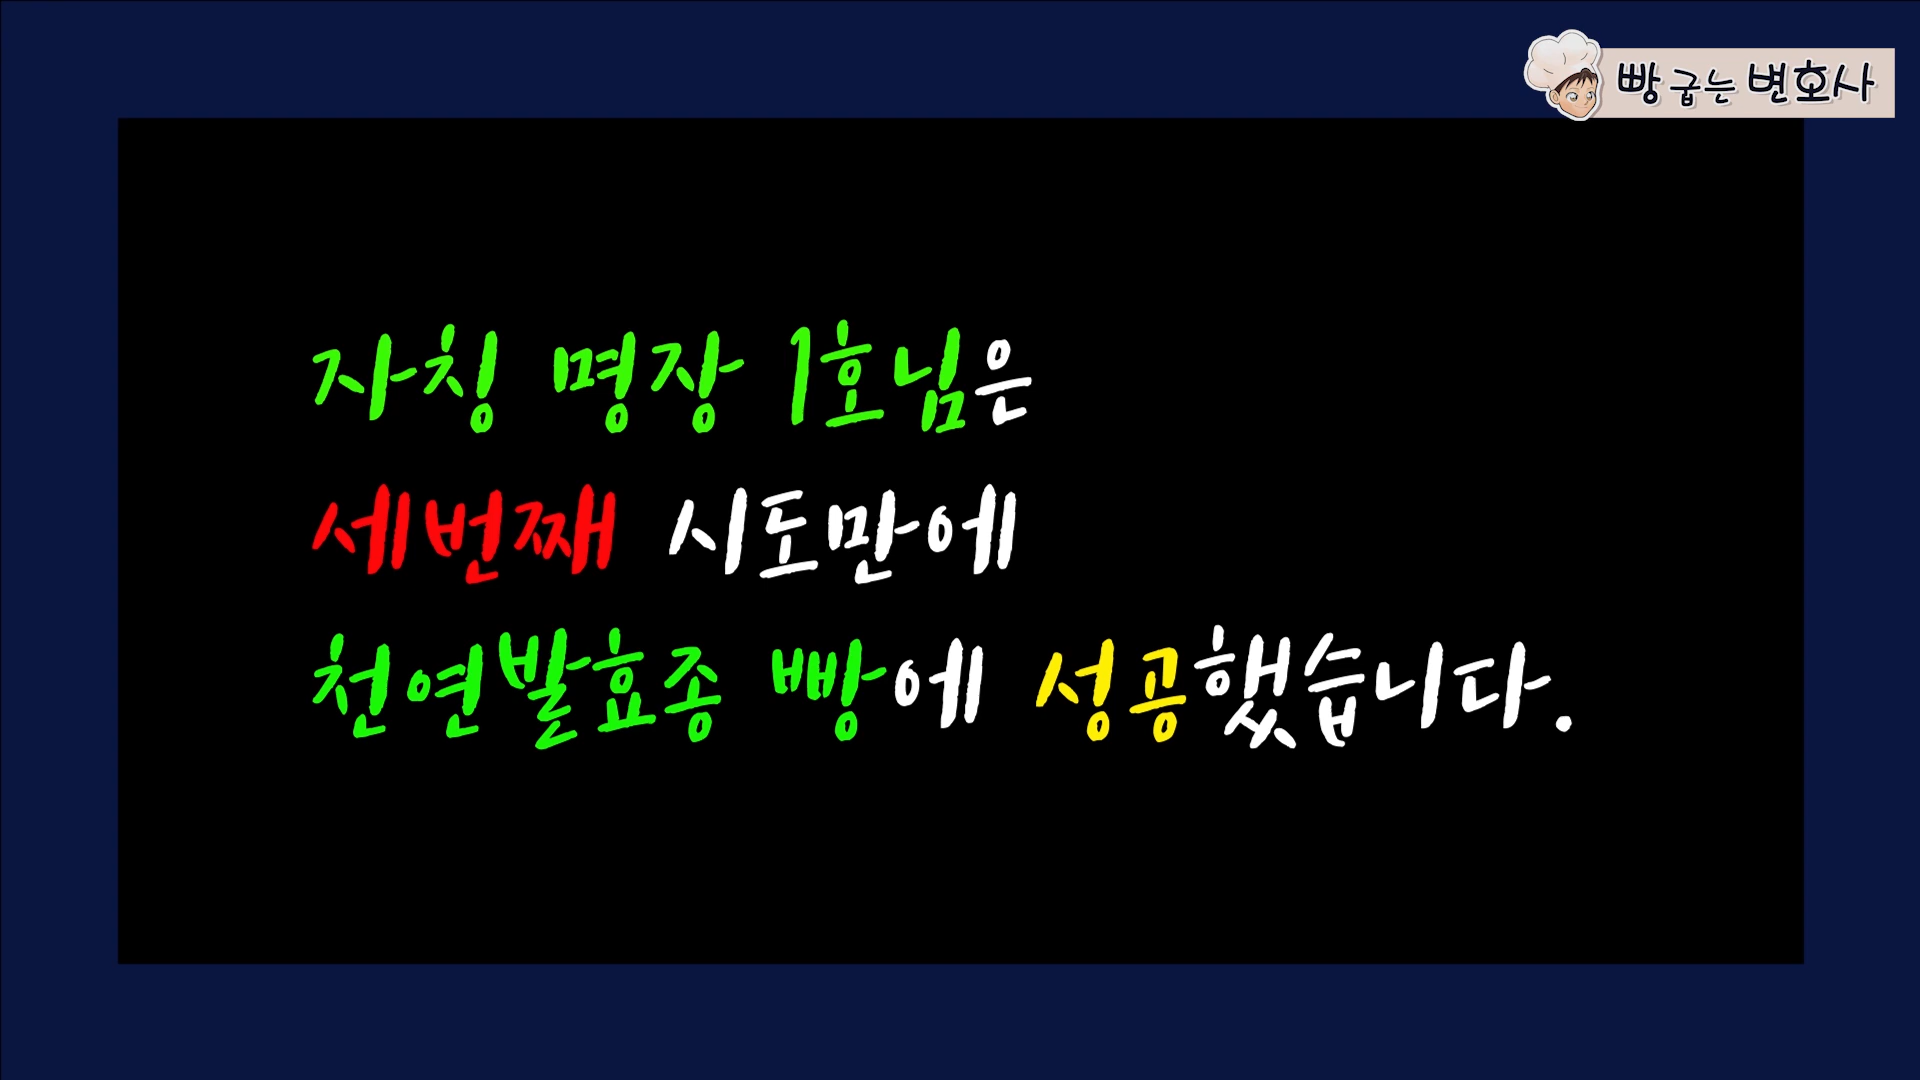 빵 굽는 변호사
자칭 명장 1호님은
세번째 시도만에
천연발효종 빵에 성공했습니다.